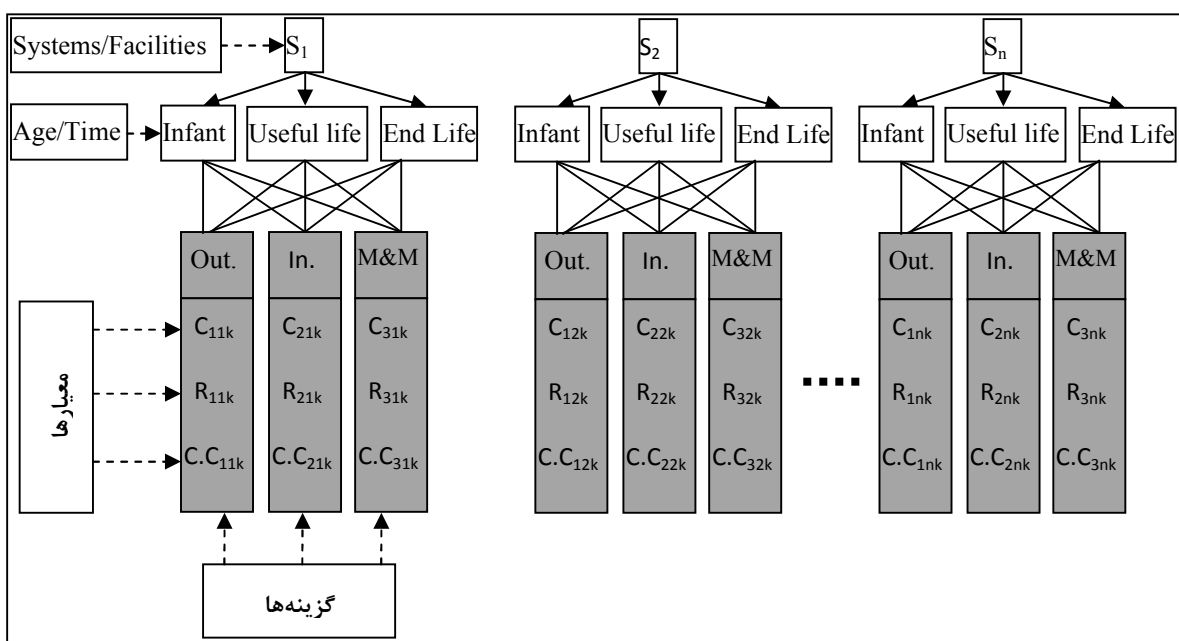 Systems/Facilities S₁ S₂ Sₙ
Age/Time Infant Useful life End Life Infant Useful life End Life Infant Useful life End Life
Out. In. M&M Out. In. M&M Out. In. M&M
C₁₁ₖ C₂₁ₖ C₃₁ₖ C₁₂ₖ C₂₂ₖ C₃₂ₖ C₁ₙₖ C₂ₙₖ C₃ₙₖ
معیارها R₁₁ₖ R₂₁ₖ R₃₁ₖ R₁₂ₖ R₂₂ₖ R₃₂ₖ R₁ₙₖ R₂ₙₖ R₃ₙₖ
C.C₁₁ₖ C.C₂₁ₖ C.C₃₁ₖ C.C₁₂ₖ C.C₂₂ₖ C.C₃₂ₖ C.C₁ₙₖ C.C₂ₙₖ C.C₃ₙₖ
گزینه‌ها